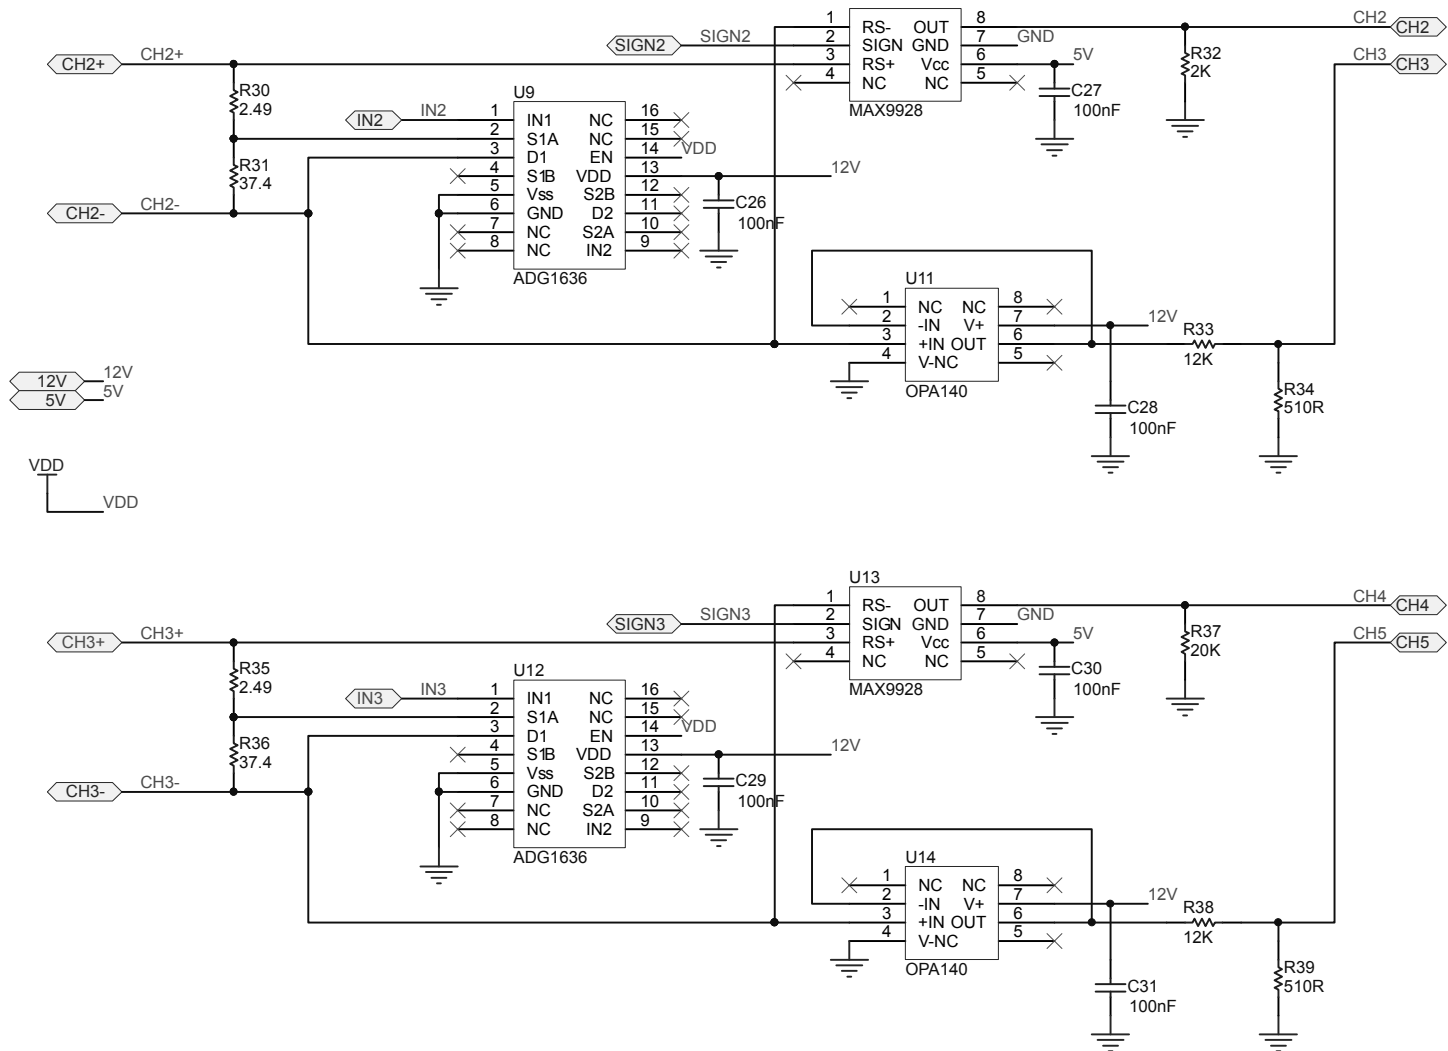 1 RS- OUT 8 CH2 CH2
SIGN2 SIGN2 2 SIGN GND 7 GND
CH2+ CH2+ 3 RS+ Vcc 6 5V R32 2K CH3 CH3
4 NC NC 5
MAX9928
C27
100nF
R30
2.49
U9
IN2 IN2 1 IN1 NC 16
2 S1A NC 15
3 D1 EN 14 VDD
R31
37.4
4 S1B VDD 13 12V
5 Vss S2B 12
CH2- CH2- 6 GND D2 11
7 NC S2A 10
8 NC IN2 9
ADG1636
C26
100nF
U11
1 NC NC 8
2 -IN V+ 7 12V
3 +IN OUT 6
4 V-NC 5
OPA140
R33
12K
R34
510R
C28
100nF
12V 12V
5V 5V
VDD
VDD
U13
1 RS- OUT 8 CH4 CH4
SIGN3 SIGN3 2 SIGN GND 7 GND
CH3+ CH3+ 3 RS+ Vcc 6 5V R37 20K CH5 CH5
4 NC NC 5
MAX9928
C30
100nF
R35
2.49
U12
IN3 IN3 1 IN1 NC 16
2 S1A NC 15
3 D1 EN 14 VDD
R36
37.4
4 S1B VDD 13 12V
5 Vss S2B 12
CH3- CH3- 6 GND D2 11
7 NC S2A 10
8 NC IN2 9
ADG1636
C29
100nF
U14
1 NC NC 8
2 -IN V+ 7 12V
3 +IN OUT 6
4 V-NC 5
OPA140
R38
12K
R39
510R
C31
100nF